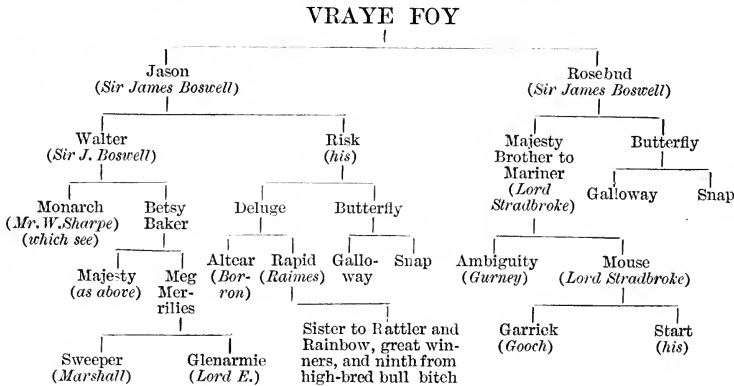 VRAYE FOY
Jason
(Sir James Boswell)
Rosebud
(Sir James Boswell)
Walter
(Sir J. Boswell)
Risk
(his)
Majesty
Brother to
Mariner
(Lord
Stradbroke)
Butterfly
Galloway
Snap
Monarch
(Mr. W. Sharpe)
(which see)
Betsy
Baker
Deluge
Butterfly
Majesty
(as above)
Meg
Mer-
rilies
Altcar
(Bor-
ron)
Rapid
(Raimes)
Gallo-
way
Snap
Ambiguity
(Gurney)
Mouse
(Lord Stradbroke)
Sweeper
(Marshall)
Glenarmie
(Lord E.)
Sister to Rattler and
Rainbow, great win-
ners, and ninth from
high-bred bull bitch
Garrick
(Gooch)
Start
(his)